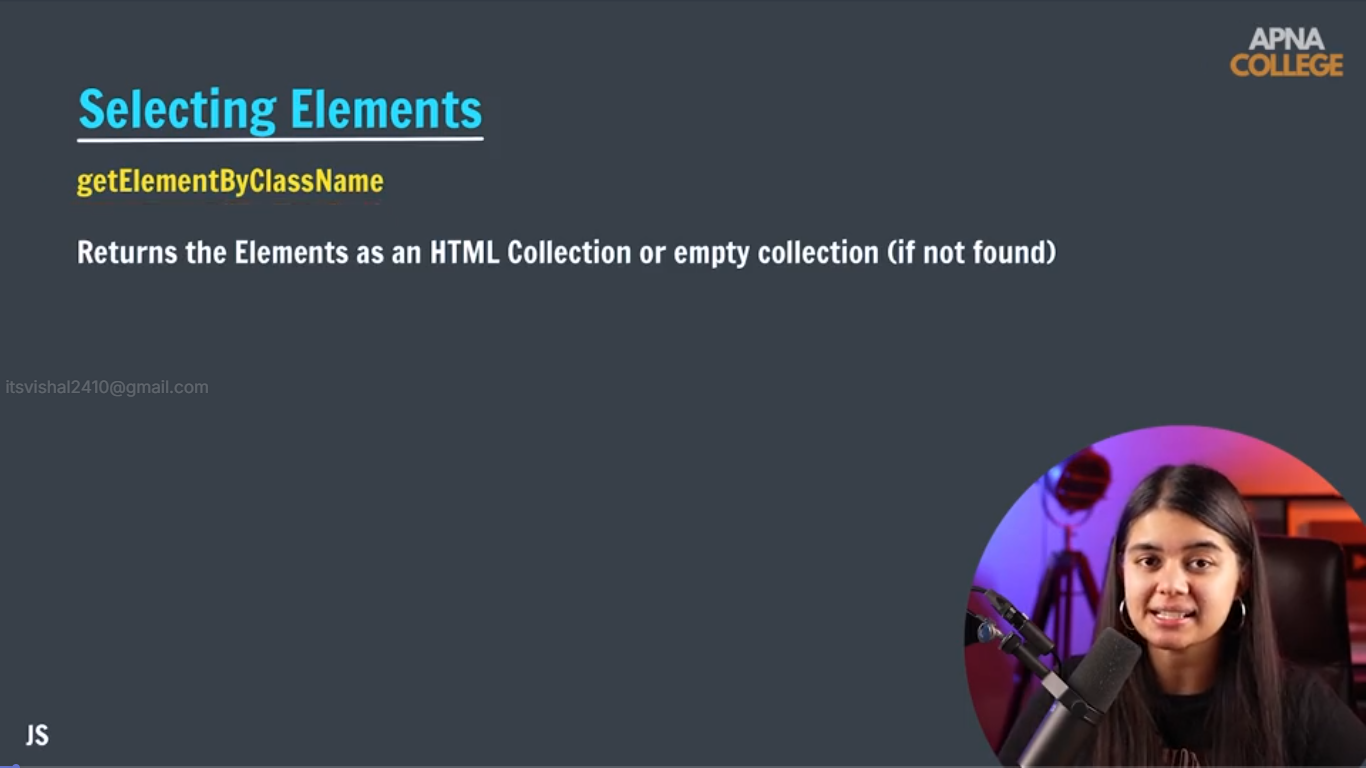 APNA
COLLEGE
Selecting Elements
getElementByClassName
Returns the Elements as an HTML Collection or empty collection (if not found)
itsvishal2410@gmail.com
JS